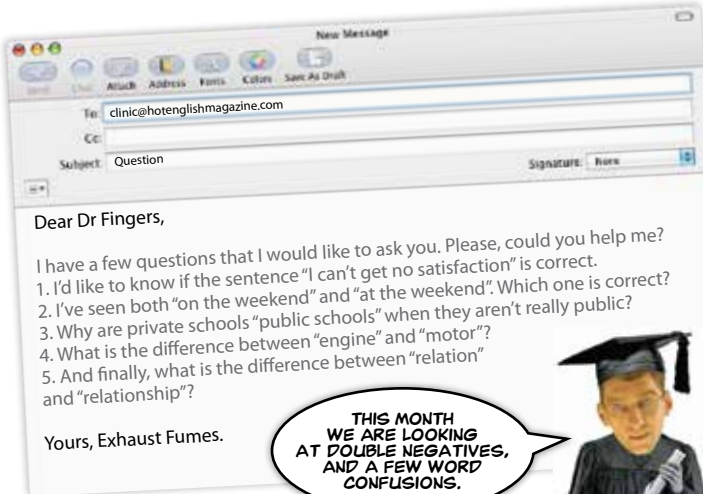 New Message
Attach Address Fonts Colors Save As Draft
To: clinic@hotenglishmagazine.com
Cc:
Subject: Question
Signature: None
Dear Dr Fingers,
I have a few questions that I would like to ask you. Please, could you help me?
1. I'd like to know if the sentence “I can't get no satisfaction” is correct.
2. I've seen both “on the weekend” and “at the weekend”. Which one is correct?
3. Why are private schools “public schools” when they aren't really public?
4. What is the difference between “engine” and “motor”?
5. And finally, what is the difference between “relation”
and “relationship”?
Yours, Exhaust Fumes.
THIS MONTH
WE ARE LOOKING
AT DOUBLE NEGATIVES,
AND A FEW WORD
CONFUSIONS.